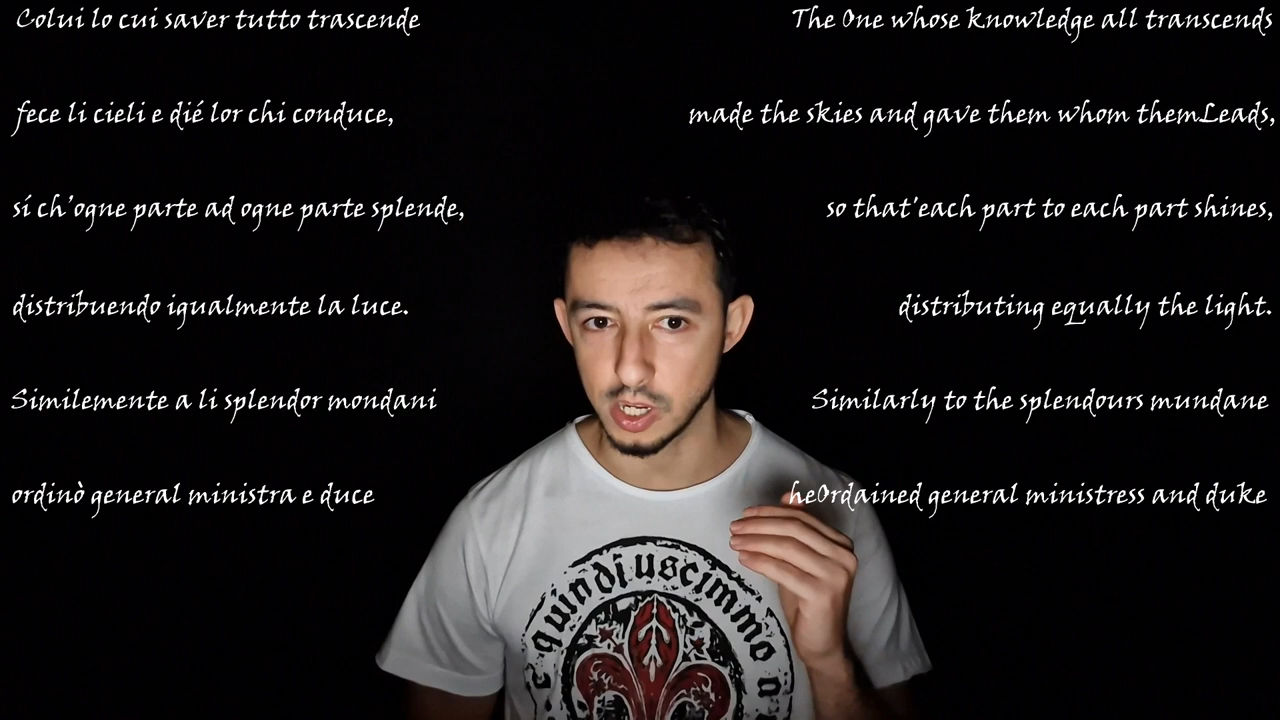 Colui lo cui saver tutto trascende
The One whose knowledge all transcends
fece li cieli e dié lor chi conduce,
made the skies and gave them whom themLeads,
sí ch'ogne parte ad ogne parte splende,
so that'each part to each part shines,
distribuendo igualmente la luce.
distributing equally the light.
Similemente a li splendor mondani
Similarly to the splendours mundane
ordinò general ministra e duce
heOrdained general ministress and duke
e quindi uscimmo a